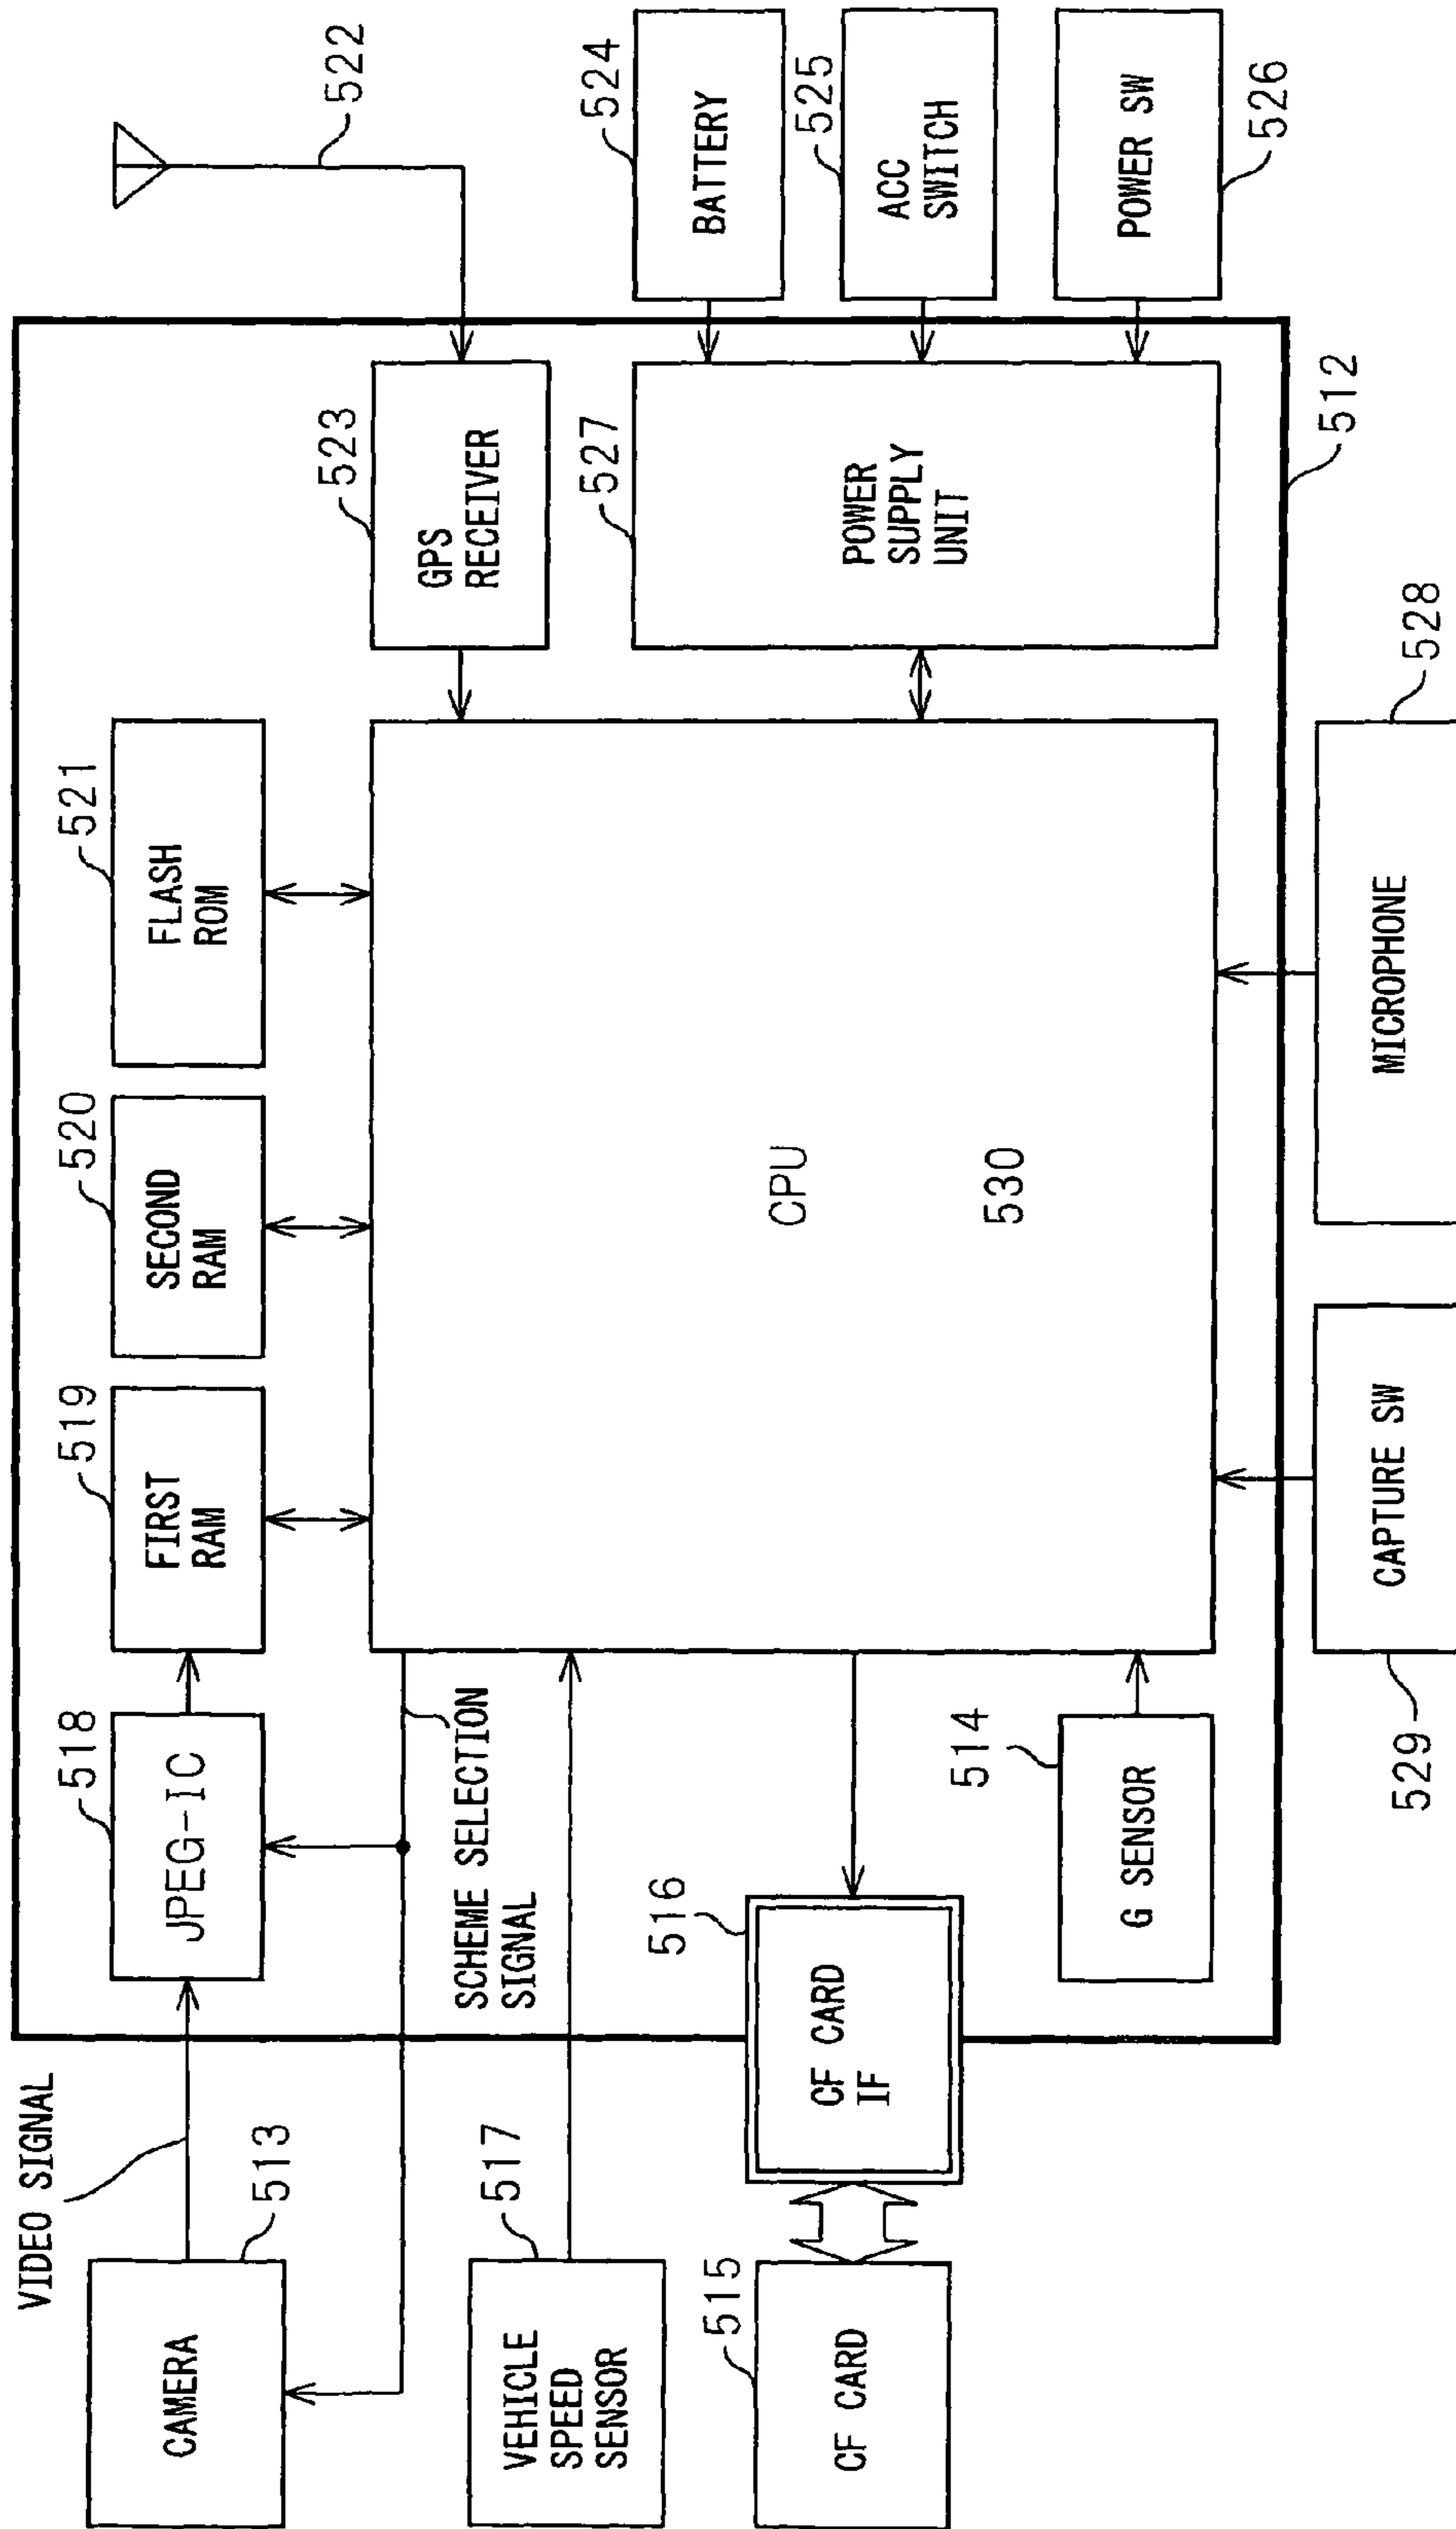 VIDEO SIGNAL
CAMERA
513
518
JPEG-IC
519
FIRST
RAM
520
SECOND
RAM
521
FLASH
ROM
522
523
GPS
RECEIVER
SCHEME SELECTION
SIGNAL
517
VEHICLE
SPEED
SENSOR
524
BATTERY
525
ACC
SWITCH
POWER SW
526
527
POWER
SUPPLY
UNIT
CPU
530
516
CF CARD
IF
515
CF CARD
514
G SENSOR
512
CAPTURE SW
529
MICROPHONE
528